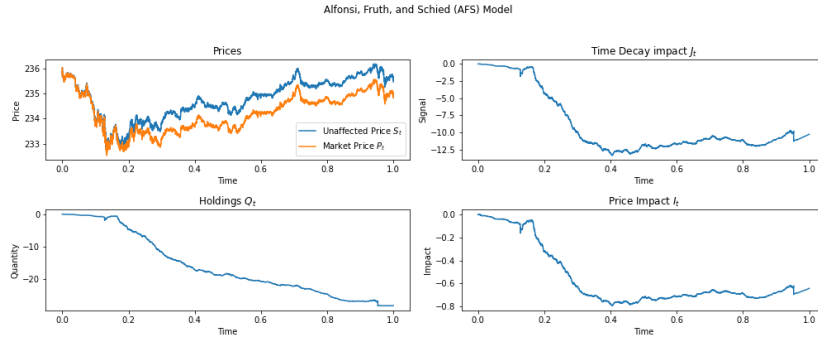 Alfonsi, Fruth, and Schied (AFS) Model
Prices
Price
236
235
234
233
0.0 0.2 0.4 0.6 0.8 1.0
Time
Unaffected Price S_t
Market Price P_t
Time Decay impact J_t
Signal
0.0
−2.5
−5.0
−7.5
−10.0
−12.5
0.0 0.2 0.4 0.6 0.8 1.0
Time
Holdings Q_t
Quantity
0
−10
−20
0.0 0.2 0.4 0.6 0.8 1.0
Time
Price Impact I_t
Impact
0.0
−0.2
−0.4
−0.6
−0.8
0.0 0.2 0.4 0.6 0.8 1.0
Time